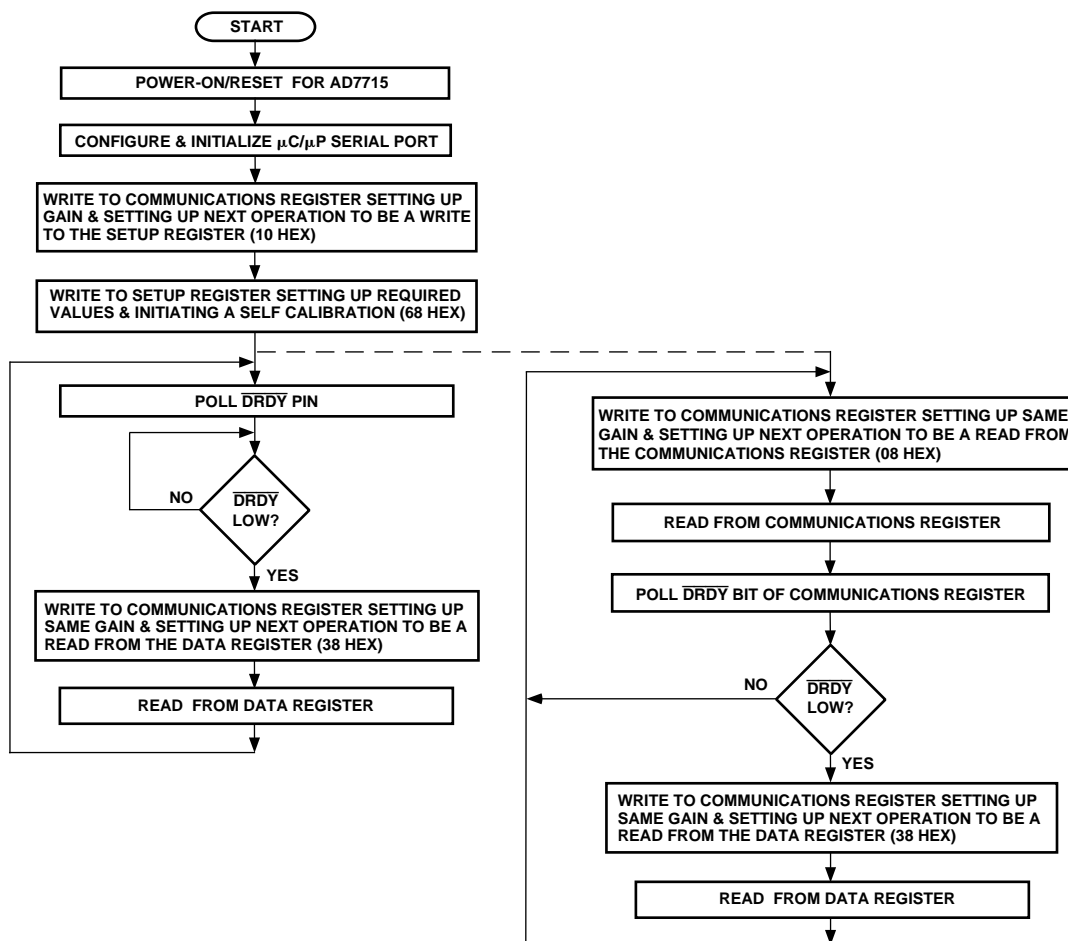 START
POWER-ON/RESET FOR AD7715
CONFIGURE & INITIALIZE μC/μP SERIAL PORT
WRITE TO COMMUNICATIONS REGISTER SETTING UP
GAIN & SETTING UP NEXT OPERATION TO BE A WRITE
TO THE SETUP REGISTER (10 HEX)
WRITE TO SETUP REGISTER SETTING UP REQUIRED
VALUES & INITIATING A SELF CALIBRATION (68 HEX)
POLL DRDY PIN
NO
DRDY
LOW?
YES
WRITE TO COMMUNICATIONS REGISTER SETTING UP
SAME GAIN & SETTING UP NEXT OPERATION TO BE A
READ FROM THE DATA REGISTER (38 HEX)
READ FROM DATA REGISTER
WRITE TO COMMUNICATIONS REGISTER SETTING UP SAME
GAIN & SETTING UP NEXT OPERATION TO BE A READ FROM
THE COMMUNICATIONS REGISTER (08 HEX)
READ FROM COMMUNICATIONS REGISTER
POLL DRDY BIT OF COMMUNICATIONS REGISTER
NO
DRDY
LOW?
YES
WRITE TO COMMUNICATIONS REGISTER SETTING UP
SAME GAIN & SETTING UP NEXT OPERATION TO BE A
READ FROM THE DATA REGISTER (38 HEX)
READ FROM DATA REGISTER